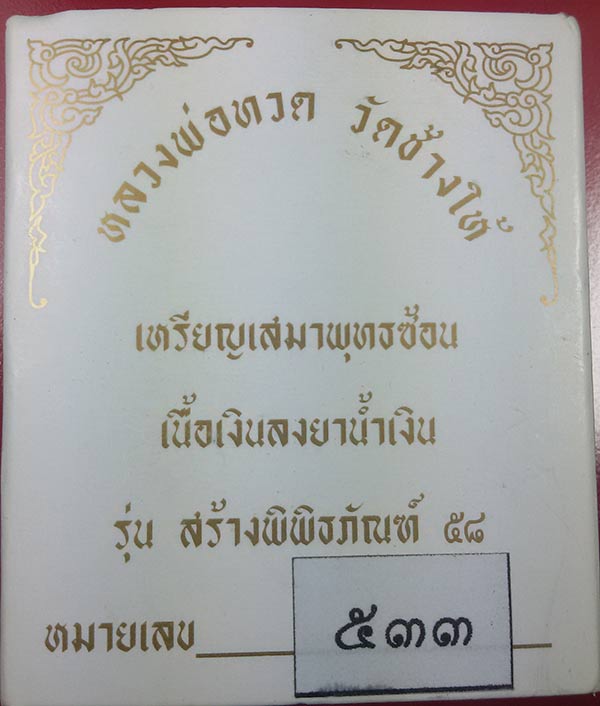 หลวงพ่อทวด วัดช้างให้
เหรียญเสมาพุทธซ้อน
เนื้อเงินลงยาน้ำเงิน
รุ่น สร้างพิพิธภัณฑ์ ๕๘
หมายเลข ๕๓๓